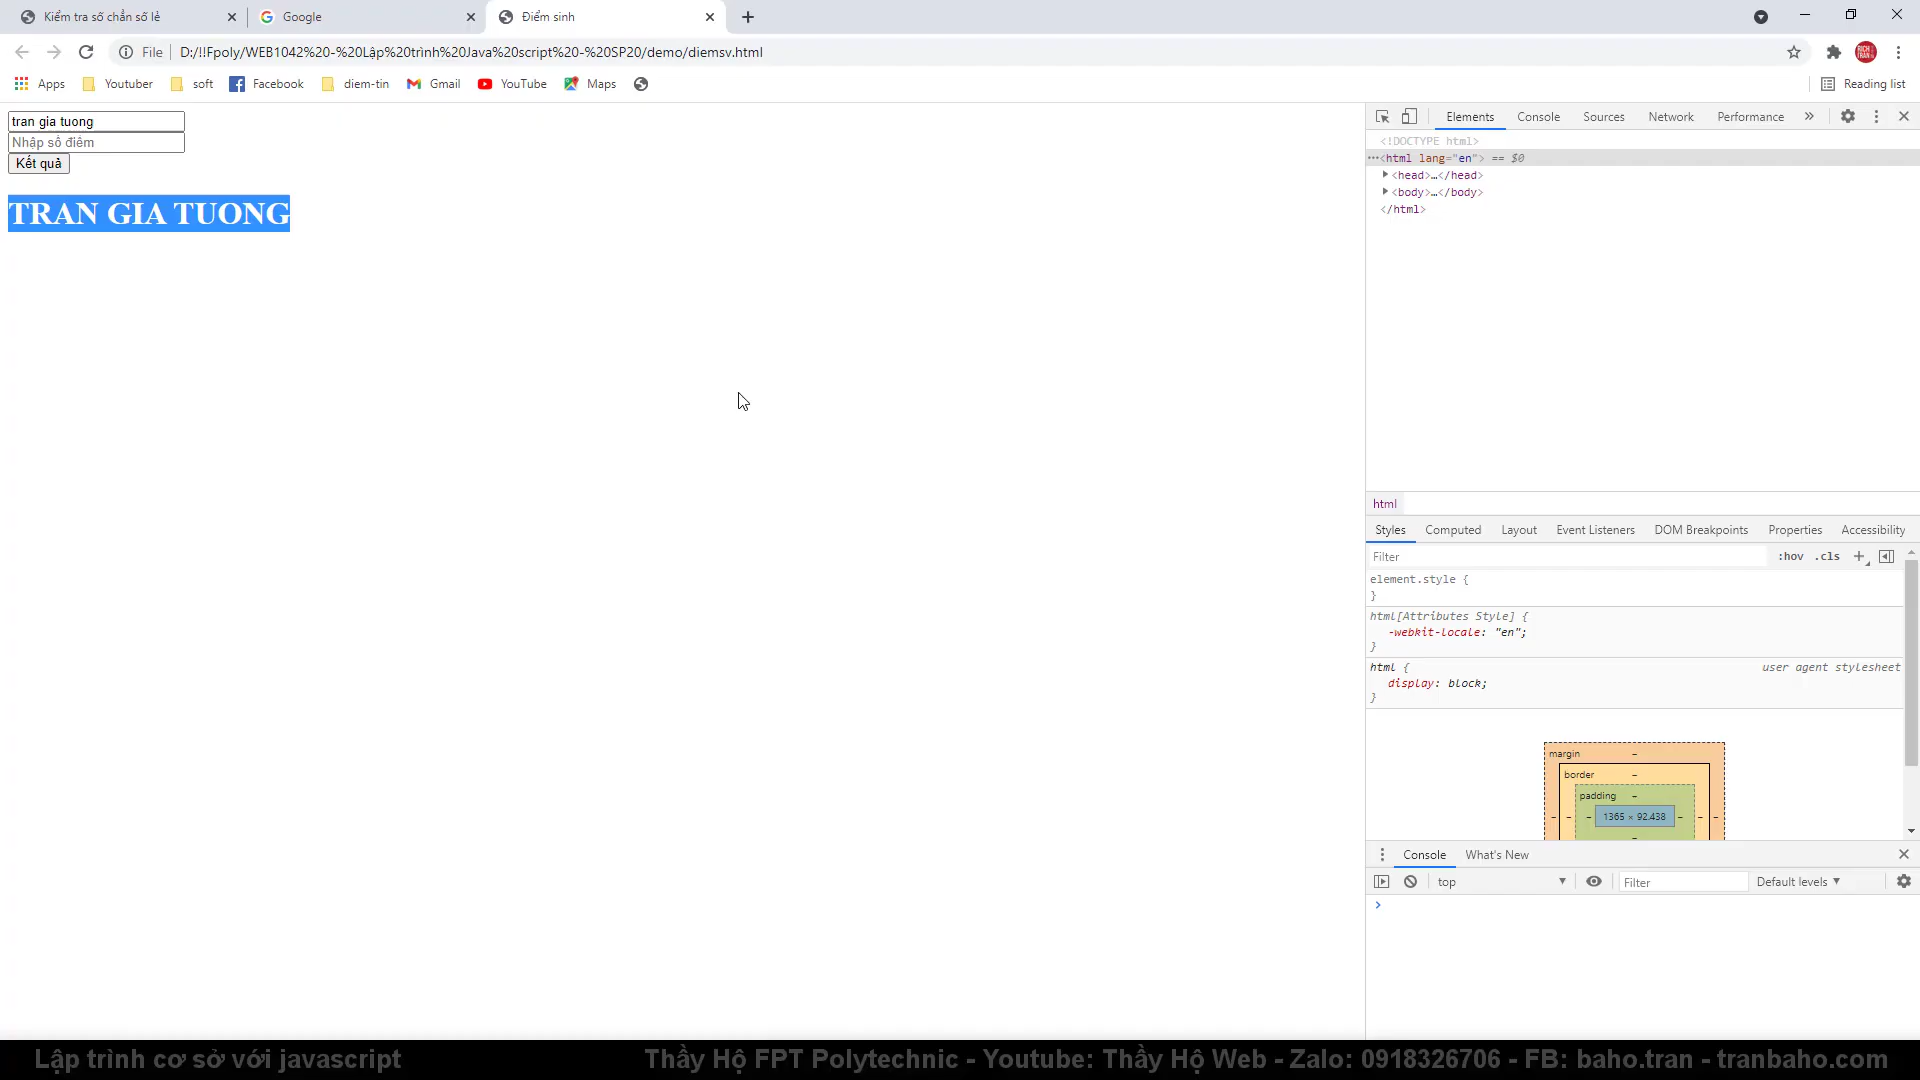 Kiểm tra số chẳn số lẻ
Google
Điểm sinh
File
D:/!!Fpoly/WEB1042%20-%20Lập%20trình%20Java%20script%20-%20SP20/demo/diemsv.html
Apps
Youtuber
soft
Facebook
diem-tin
Gmail
YouTube
Maps
Reading list
tran gia tuong
Nhập số điểm
Kết quả
TRAN GIA TUONG
Elements
Console
Sources
Network
Performance
»
<!DOCTYPE html>
⋯<html lang="en"> == $0
<head>…</head>
<body>…</body>
</html>
html
Styles
Computed
Layout
Event Listeners
DOM Breakpoints
Properties
Accessibility
Filter
:hov
.cls
element.style {
}
html[Attributes Style] {
-webkit-locale: "en";
}
html {
user agent stylesheet
display: block;
}
margin
–
border
–
padding
–
– – – 1365 × 92.438 – – –
–
Console
What's New
top
Filter
Default levels
Lập trình cơ sở với javascript
Thầy Hộ FPT Polytechnic - Youtube: Thầy Hộ Web - Zalo: 0918326706 - FB: baho.tran - tranbaho.com